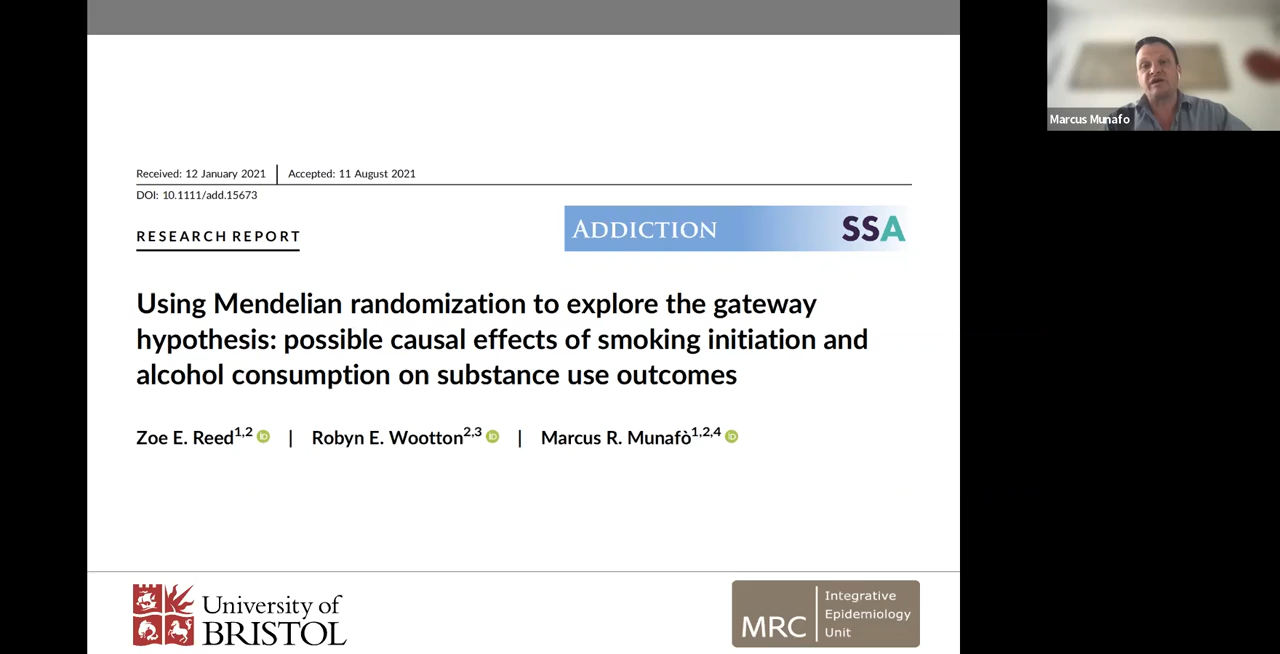 Marcus Munafo
Received: 12 January 2021 | Accepted: 11 August 2021
DOI: 10.1111/add.15673
RESEARCH REPORT
ADDICTION
SSA
Using Mendelian randomization to explore the gateway
hypothesis: possible causal effects of smoking initiation and
alcohol consumption on substance use outcomes
Zoe E. Reed1,2 iD | Robyn E. Wootton2,3 iD | Marcus R. Munafò1,2,4 iD
University of
BRISTOL
MRC
Integrative
Epidemiology
Unit